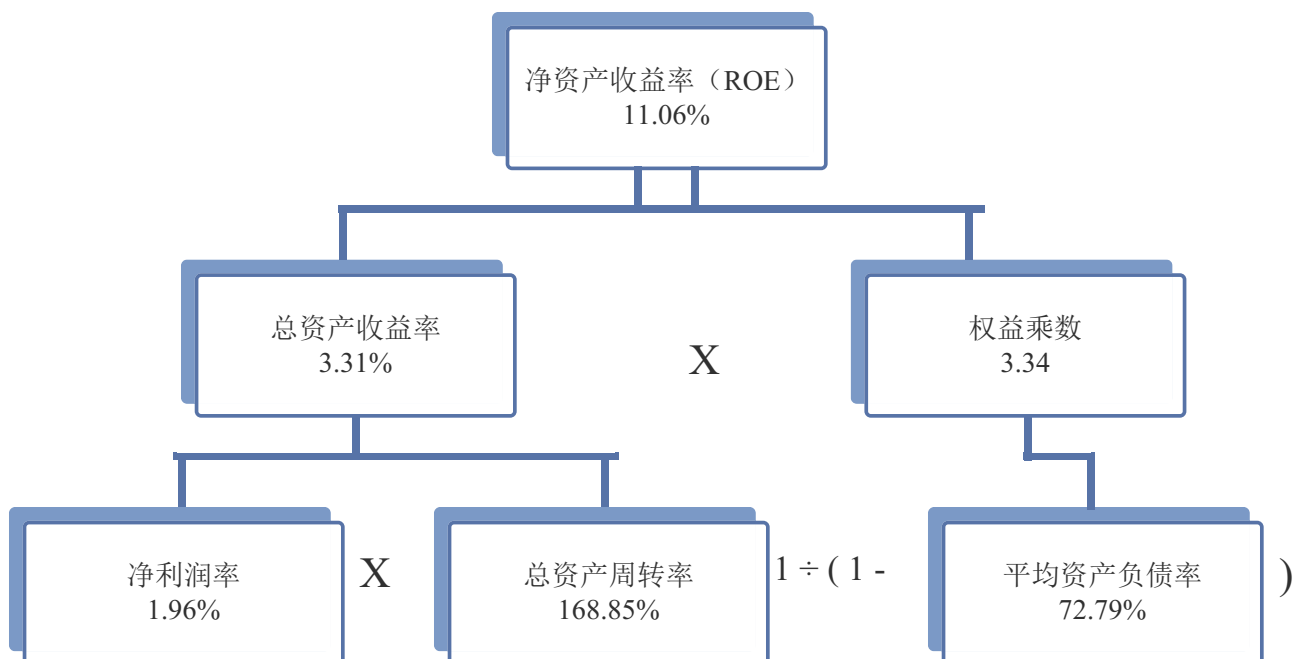 净资产收益率（ROE）
11.06%
总资产收益率
3.31%
X
权益乘数
3.34
净利润率
1.96%
X
总资产周转率
168.85%
1 ÷ ( 1 -
平均资产负债率
72.79%
)